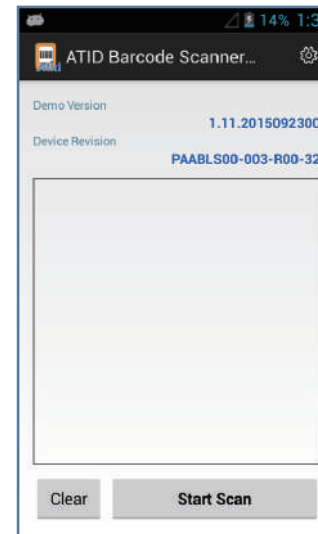 14% 1:3
ATID Barcode Scanner...
Demo Version
1.11.2015092300
Device Revision
PAABLS00-003-R00-32
Clear
Start Scan